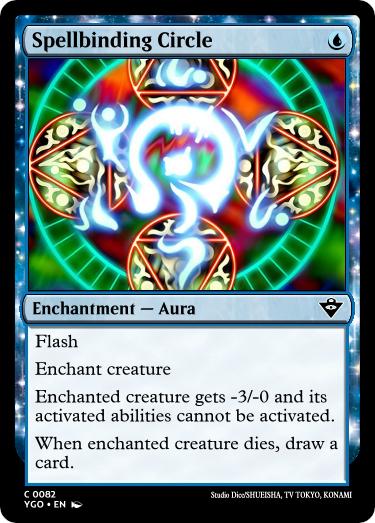 Spellbinding Circle
Enchantment — Aura
Flash
Enchant creature
Enchanted creature gets -3/-0 and its
activated abilities cannot be activated.
When enchanted creature dies, draw a
card.
C 0082
YGO • EN
Studio Dice/SHUEISHA, TV TOKYO, KONAMI